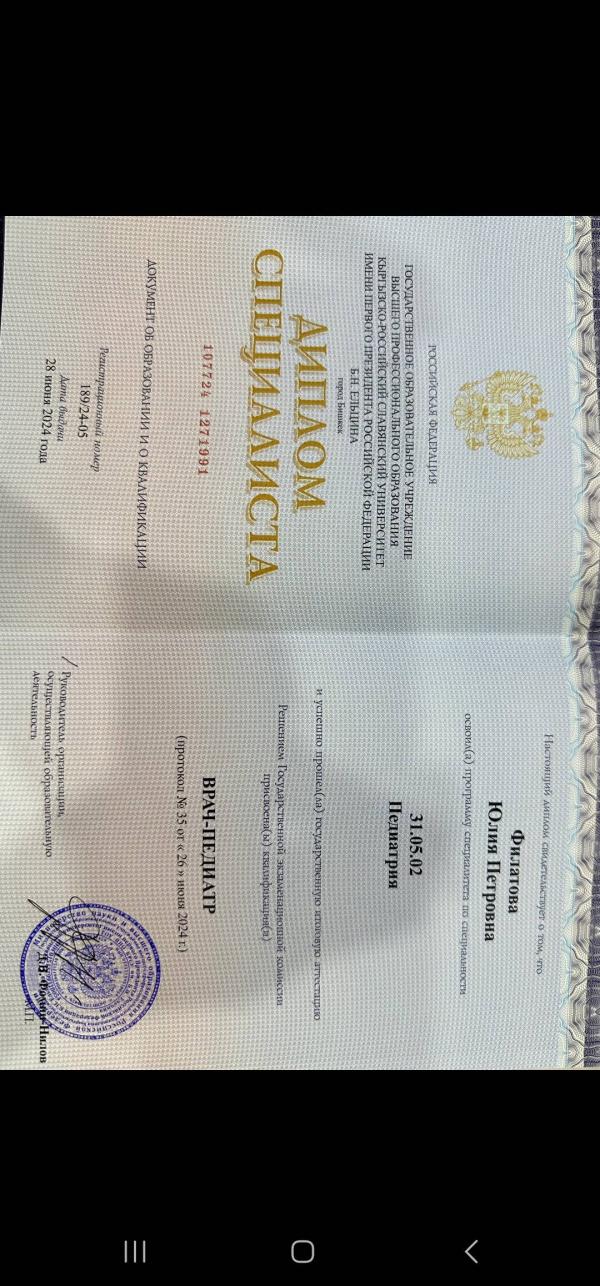 РОССИЙСКАЯ ФЕДЕРАЦИЯ
ГОСУДАРСТВЕННОЕ ОБРАЗОВАТЕЛЬНОЕ УЧРЕЖДЕНИЕ
ВЫСШЕГО ПРОФЕССИОНАЛЬНОГО ОБРАЗОВАНИЯ
КЫРГЫЗСКО-РОССИЙСКИЙ СЛАВЯНСКИЙ УНИВЕРСИТЕТ
ИМЕНИ ПЕРВОГО ПРЕЗИДЕНТА РОССИЙСКОЙ ФЕДЕРАЦИИ
Б.Н. ЕЛЬЦИНА
город Бишкек
ДИПЛОМ
СПЕЦИАЛИСТА
107724 1271991
ДОКУМЕНТ ОБ ОБРАЗОВАНИИ И О КВАЛИФИКАЦИИ
Регистрационный номер
189/24-05
Дата выдачи
28 июня 2024 года
Настоящий диплом свидетельствует о том, что
Филатова
Юлия Петровна
освоил(а) программу специалитета по специальности
31.05.02
Педиатрия
и успешно прошел(ла) государственную итоговую аттестацию
Решением Государственной экзаменационной комиссии
присвоена(ы) квалификация(и)
ВРАЧ-ПЕДИАТР
(протокол № 35 от « 26 » июня 2024 г.)
Руководитель организации,
осуществляющей образовательную
деятельность
Нилов
М.П.